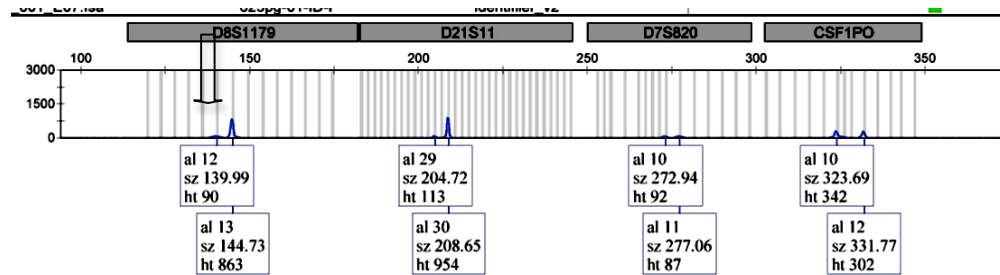 D8S1179 D21S11 D7S820 CSF1PO
100 150 200 250 300 350
3000
1500
0
al 12
sz 139.99
ht 90
al 29
sz 204.72
ht 113
al 10
sz 272.94
ht 92
al 10
sz 323.69
ht 342
al 13
sz 144.73
ht 863
al 30
sz 208.65
ht 954
al 11
sz 277.06
ht 87
al 12
sz 331.77
ht 302